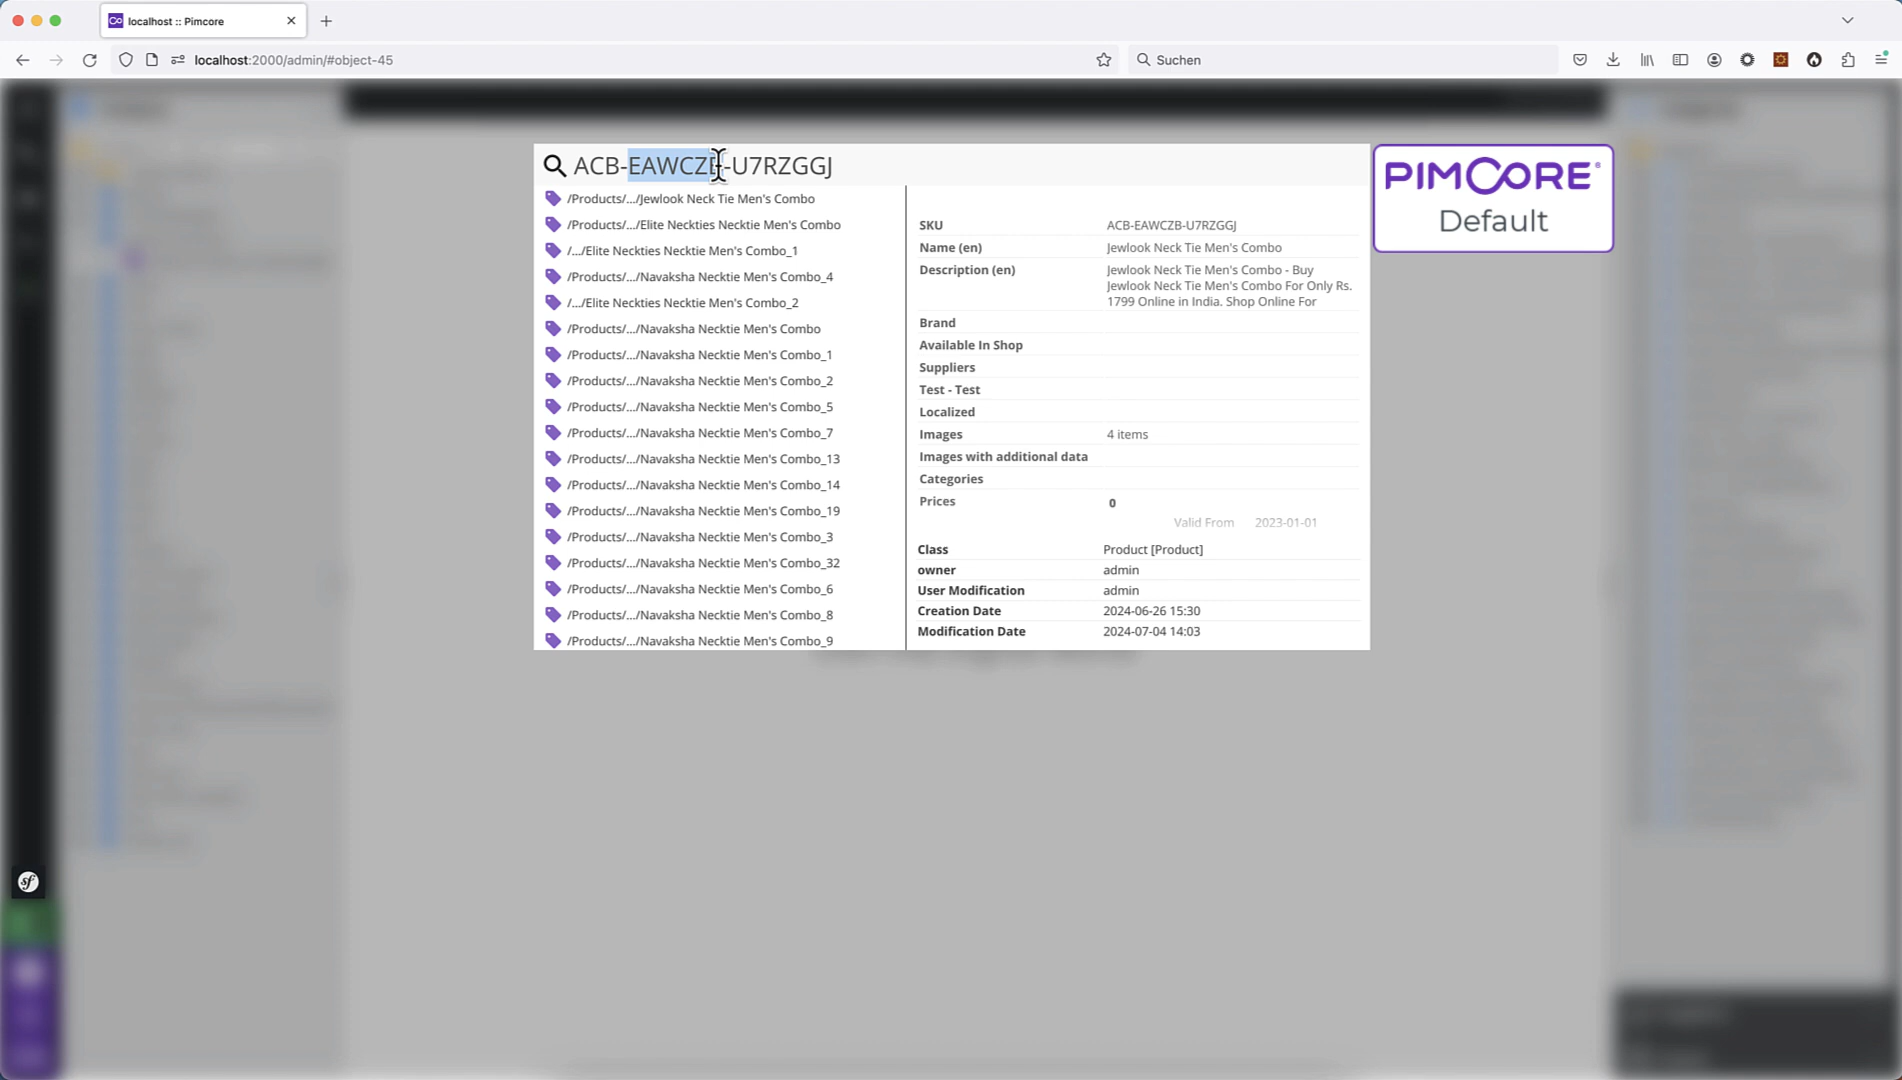 localhost :: Pimcore
localhost:2000/admin/#object-45
Suchen
ACB-EAWCZB-U7RZGGJ
/Products/.../Jewlook Neck Tie Men's Combo
/Products/.../Elite Neckties Necktie Men's Combo
/.../Elite Neckties Necktie Men's Combo_1
/Products/.../Navaksha Necktie Men's Combo_4
/.../Elite Neckties Necktie Men's Combo_2
/Products/.../Navaksha Necktie Men's Combo
/Products/.../Navaksha Necktie Men's Combo_1
/Products/.../Navaksha Necktie Men's Combo_2
/Products/.../Navaksha Necktie Men's Combo_5
/Products/.../Navaksha Necktie Men's Combo_7
/Products/.../Navaksha Necktie Men's Combo_13
/Products/.../Navaksha Necktie Men's Combo_14
/Products/.../Navaksha Necktie Men's Combo_19
/Products/.../Navaksha Necktie Men's Combo_3
/Products/.../Navaksha Necktie Men's Combo_32
/Products/.../Navaksha Necktie Men's Combo_6
/Products/.../Navaksha Necktie Men's Combo_8
/Products/.../Navaksha Necktie Men's Combo_9
SKU ACB-EAWCZB-U7RZGGJ
Name (en) Jewlook Neck Tie Men's Combo
Description (en) Jewlook Neck Tie Men's Combo - Buy
Jewlook Neck Tie Men's Combo For Only Rs.
1799 Online in India. Shop Online For
Brand
Available In Shop
Suppliers
Test - Test
Localized
Images 4 items
Images with additional data
Categories
Prices 0
Valid From 2023-01-01
Class Product [Product]
owner admin
User Modification admin
Creation Date 2024-06-26 15:30
Modification Date 2024-07-04 14:03
PIMCORE®
Default
sf